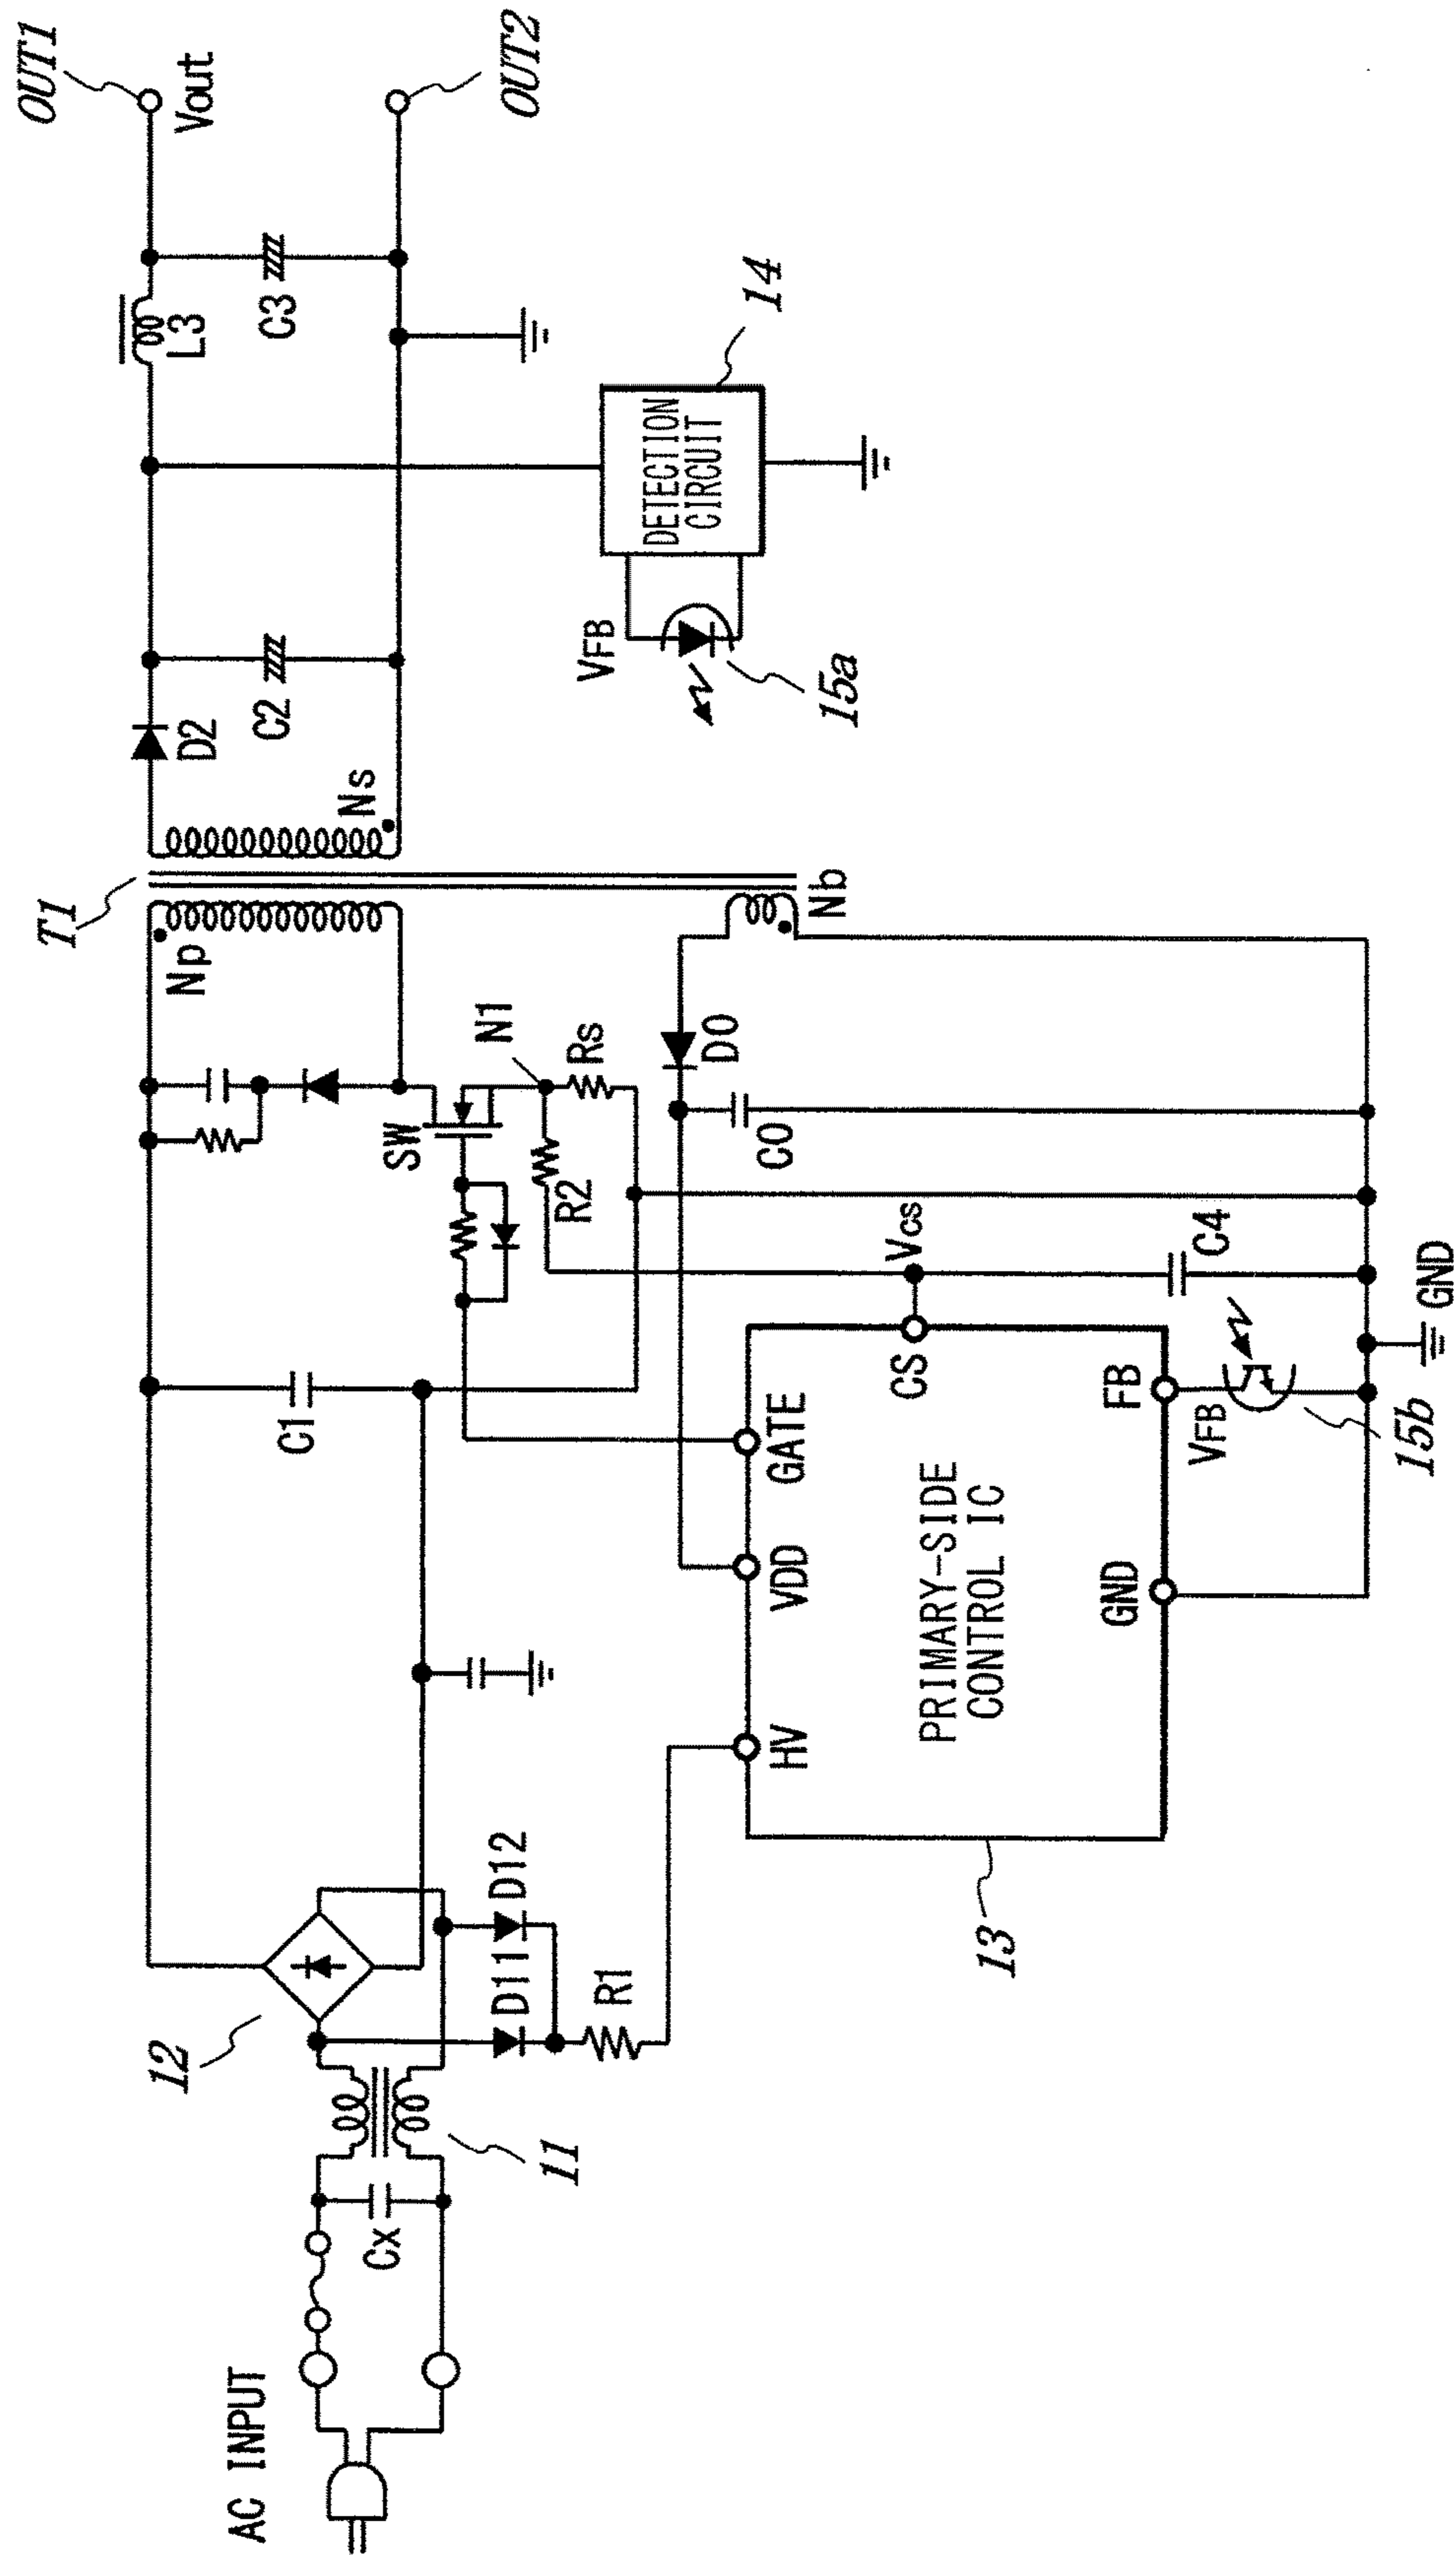 AC INPUT
Cx
11
12
D11
D12
R1
C1
T1
Np
Ns
Nb
D2
C2
L3
C3
OUT1
Vout
OUT2
SW
N1
Rs
R2
D0
C0
VCS
C4
DETECTION
CIRCUIT
14
VFB
15a
HV
VDD
GATE
CS
PRIMARY-SIDE
CONTROL IC
GND
FB
VFB
15b
GND
13